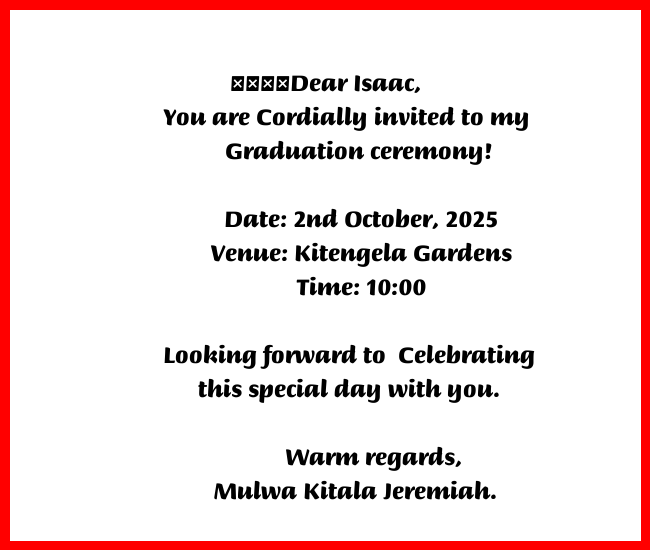 Dear Isaac,
You are Cordially invited to my
Graduation ceremony!
Date: 2nd October, 2025
Venue: Kitengela Gardens
Time: 10:00
Looking forward to  Celebrating
this special day with you.
Warm regards,
Mulwa Kitala Jeremiah.